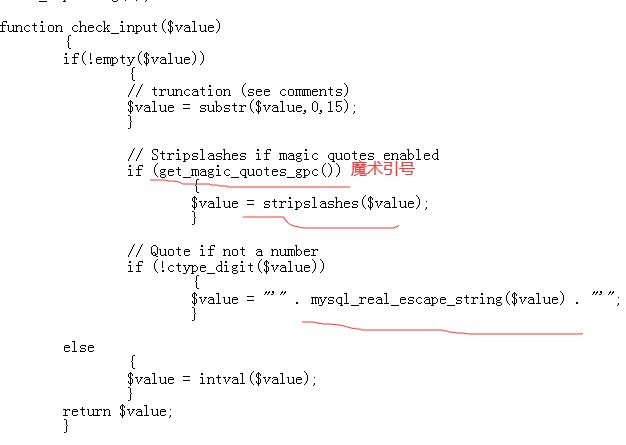 function check_input($value)
{
if(!empty($value))
{
// truncation (see comments)
$value = substr($value,0,15);
}
// Stripslashes if magic quotes enabled
if (get_magic_quotes_gpc()) 魔术引号
{
$value = stripslashes($value);
}
// Quote if not a number
if (!ctype_digit($value))
{
$value = "'" . mysql_real_escape_string($value) . "'";
}
else
{
$value = intval($value);
}
return $value;
}